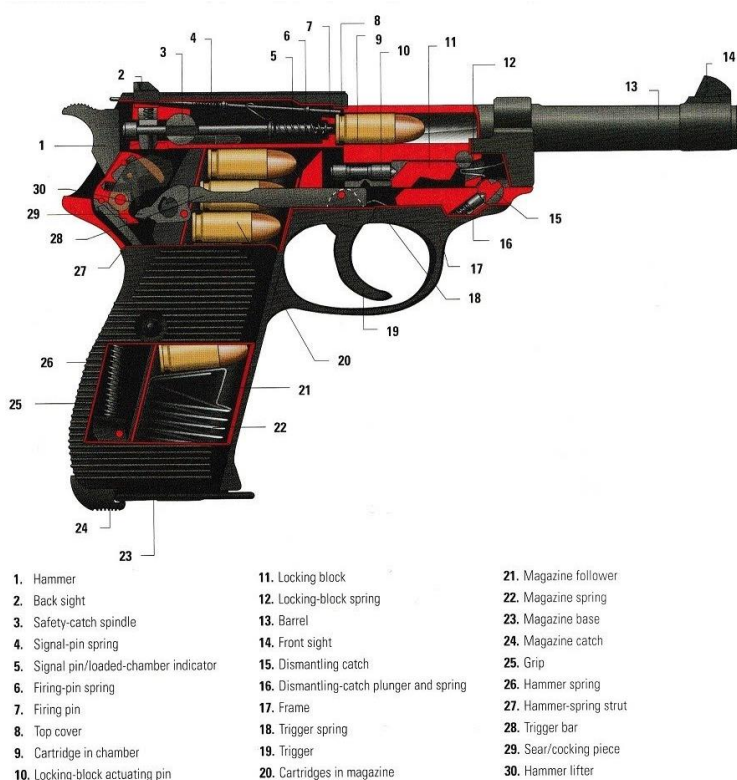 7
8
6
9
11
5
10
3
4
14
2
12
13
1
30
29
15
28
16
27
17
18
19
26
20
21
25
22
24
23
1. Hammer
2. Back sight
3. Safety-catch spindle
4. Signal-pin spring
5. Signal pin/loaded-chamber indicator
6. Firing-pin spring
7. Firing pin
8. Top cover
9. Cartridge in chamber
10. Locking-block actuating pin
11. Locking block
12. Locking-block spring
13. Barrel
14. Front sight
15. Dismantling catch
16. Dismantling-catch plunger and spring
17. Frame
18. Trigger spring
19. Trigger
20. Cartridges in magazine
21. Magazine follower
22. Magazine spring
23. Magazine base
24. Magazine catch
25. Grip
26. Hammer spring
27. Hammer-spring strut
28. Trigger bar
29. Sear/cocking piece
30. Hammer lifter